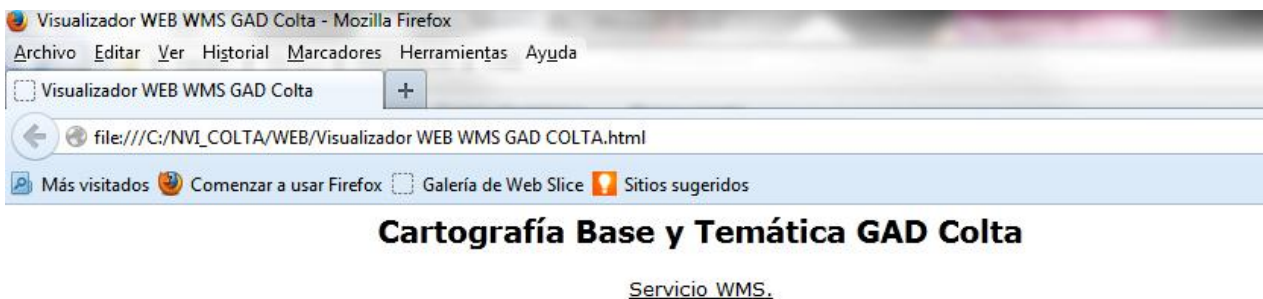 Visualizador WEB WMS GAD Colta - Mozilla Firefox
Archivo Editar Ver Historial Marcadores Herramientas Ayuda
Visualizador WEB WMS GAD Colta +
file:///C:/NVI_COLTA/WEB/Visualizador WEB WMS GAD COLTA.html
Más visitados Comenzar a usar Firefox Galería de Web Slice Sitios sugeridos
Cartografía Base y Temática GAD Colta
Servicio WMS.